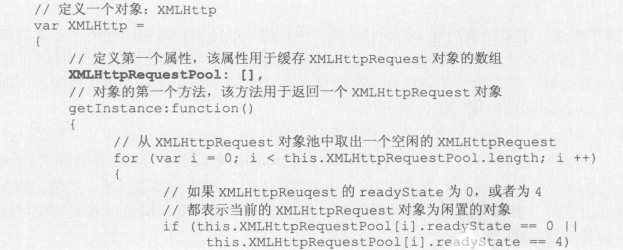 // 定义一个对象：XMLHttp
var XMLHttp =
{
// 定义第一个属性，该属性用于缓存 XMLHttpRequest 对象的数组
XMLHttpRequestPool: [],
// 对象的第一个方法，该方法用于返回一个 XMLHttpRequest 对象
getInstance:function()
{
// 从 XMLHttpRequest 对象池中取出一个空闲的 XMLHttpRequest
for (var i = 0; i < this.XMLHttpRequestPool.length; i ++)
{
// 如果 XMLHttpReuqest 的 readyState 为 0，或者为 4
// 都表示当前的 XMLHttpRequest 对象为闲置的对象
if (this.XMLHttpRequestPool[i].readyState == 0 ||
this.XMLHttpRequestPool[i].readyState == 4)